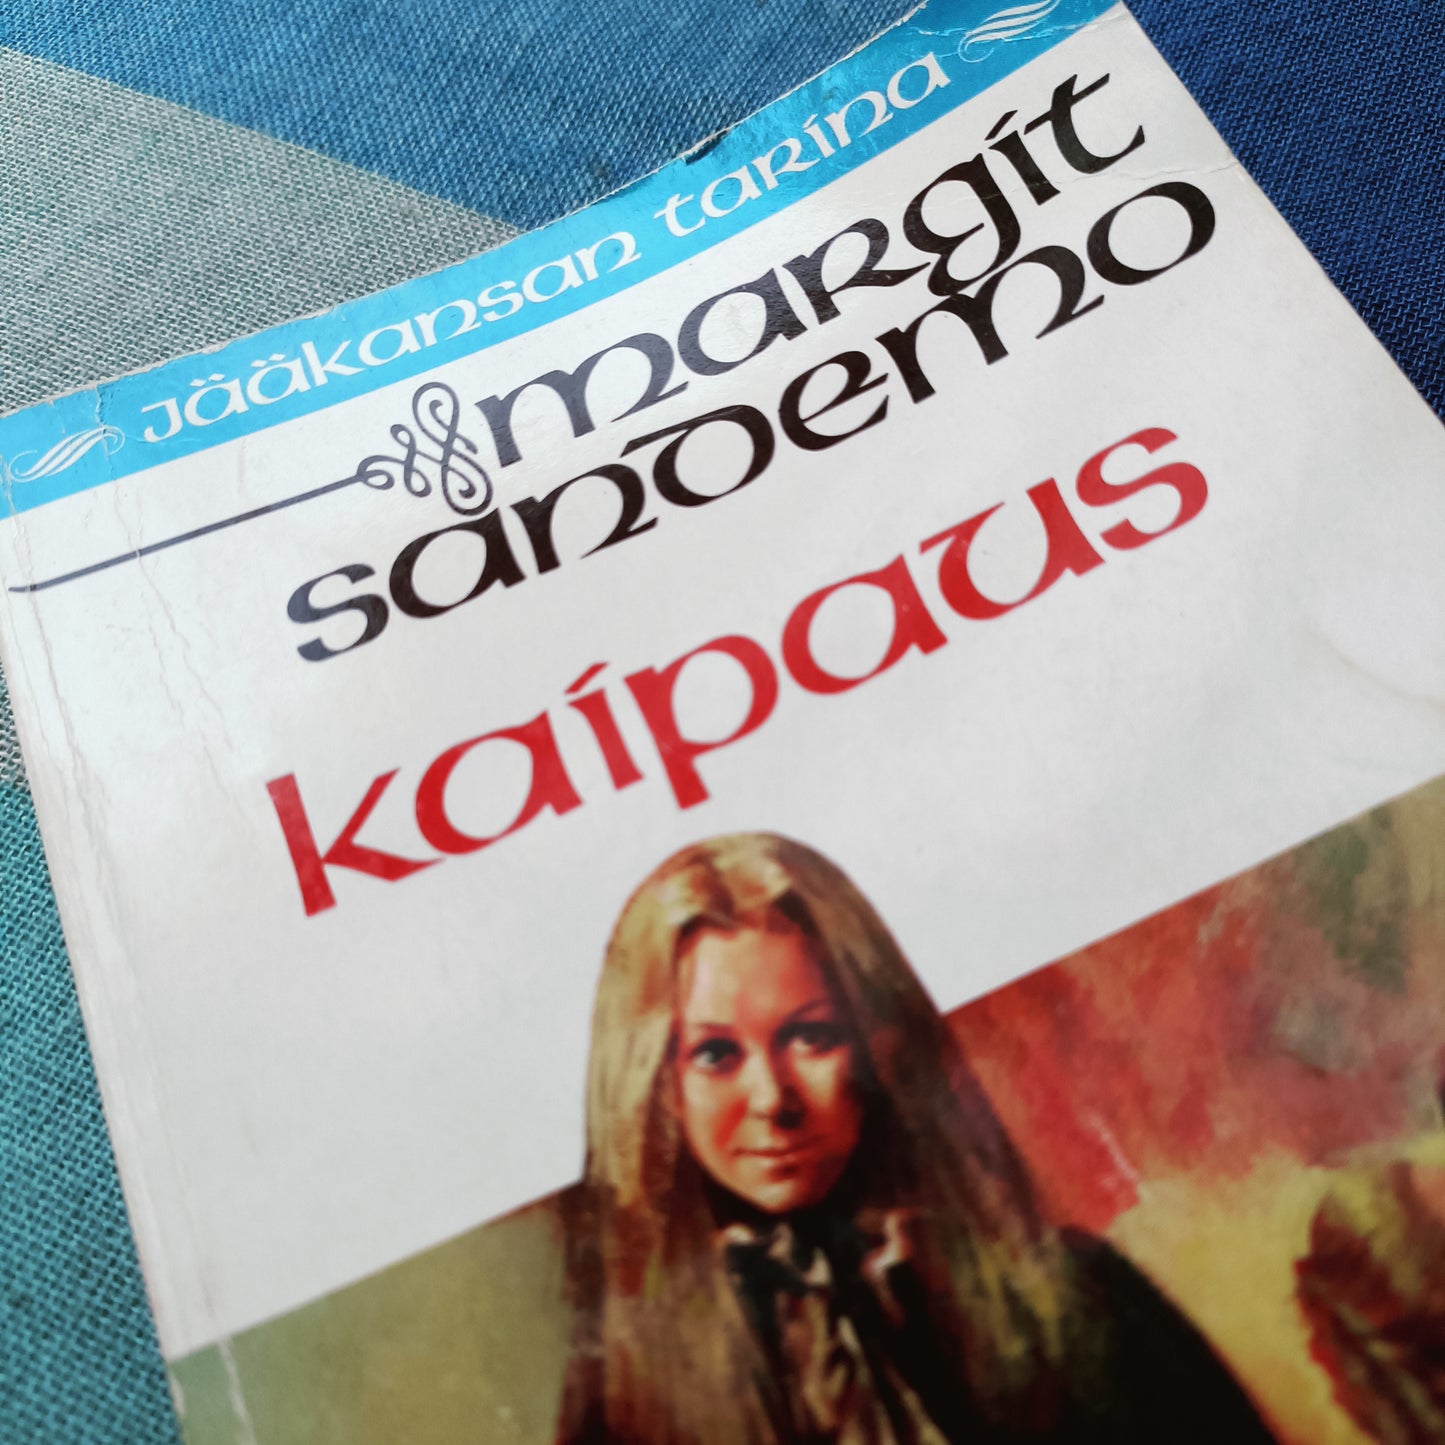 Jääkansan tarina
margit
sandemo
kaipaus